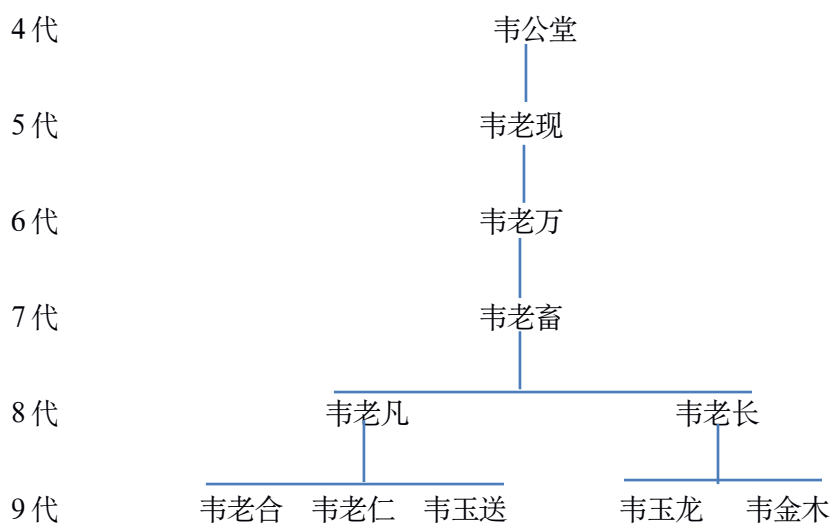 4 代 韦公堂
5 代 韦老现
6 代 韦老万
7 代 韦老畜
8 代 韦老凡 韦老长
9 代 韦老合 韦老仁 韦玉送 韦玉龙 韦金木